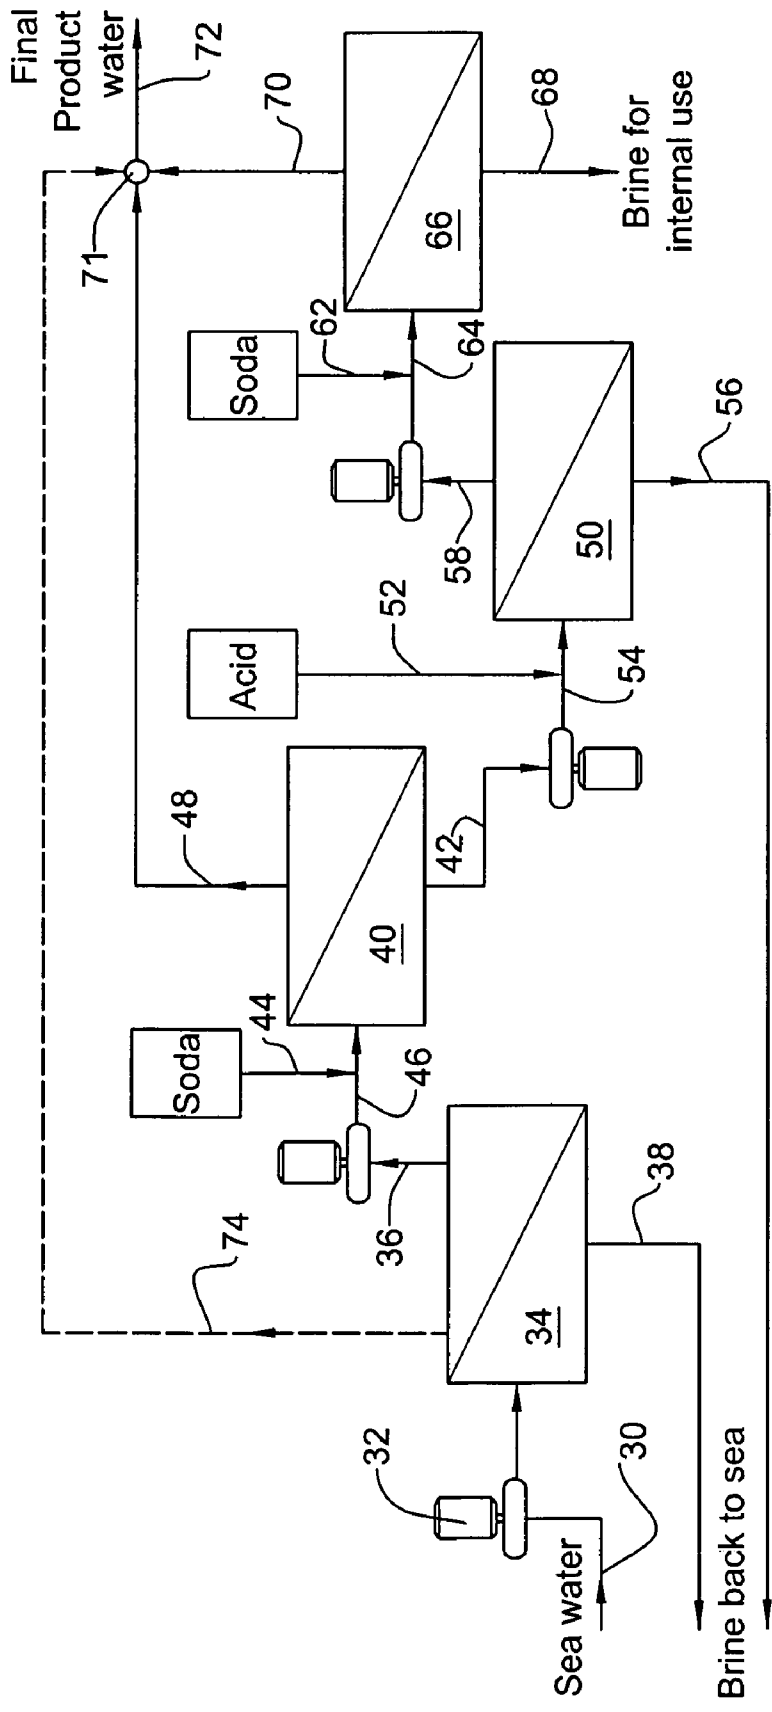 Final
Product
water
72
70
71
68
Brine for
internal use
66
62
Soda
64
58
50
56
52
Acid
54
48
42
40
44
Soda
46
36
38
74
34
32
30
Sea water
Brine back to sea